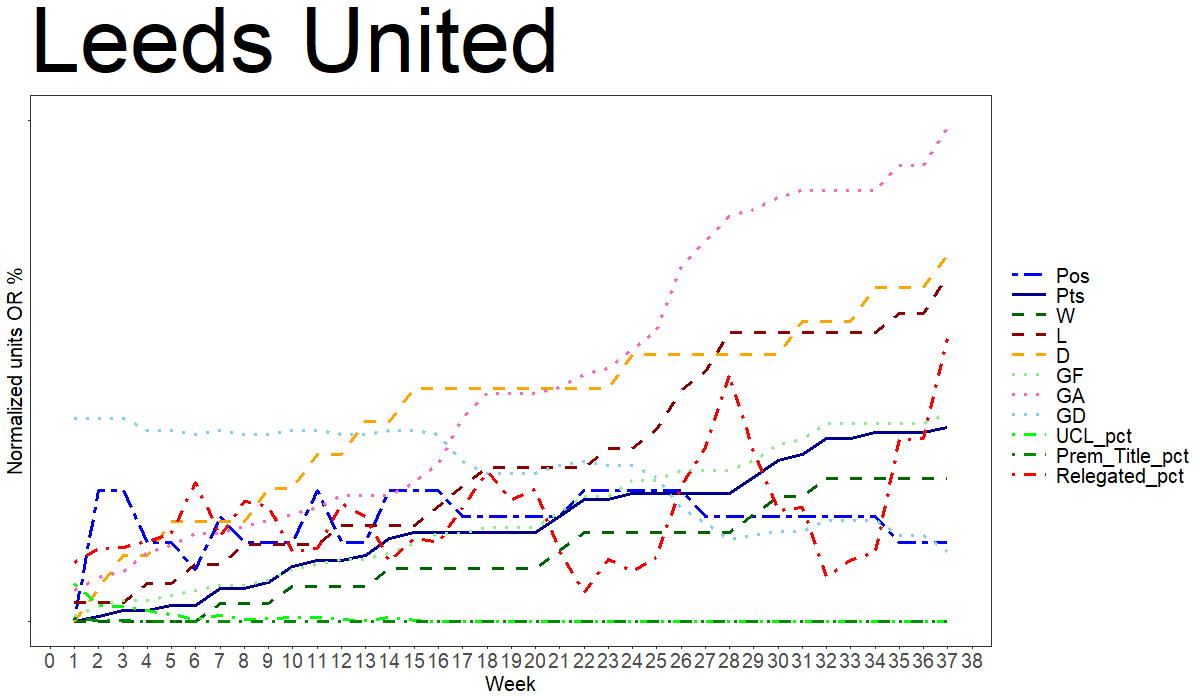 Leeds United
Normalized units OR %
Pos
Pts
W
L
D
GF
GA
GD
UCL_pct
Prem_Title_pct
Relegated_pct
0 1 2 3 4 5 6 7 8 9 10 11 12 13 14 15 16 17 18 19 20 21 22 23 24 25 26 27 28 29 30 31 32 33 34 35 36 37 38
Week